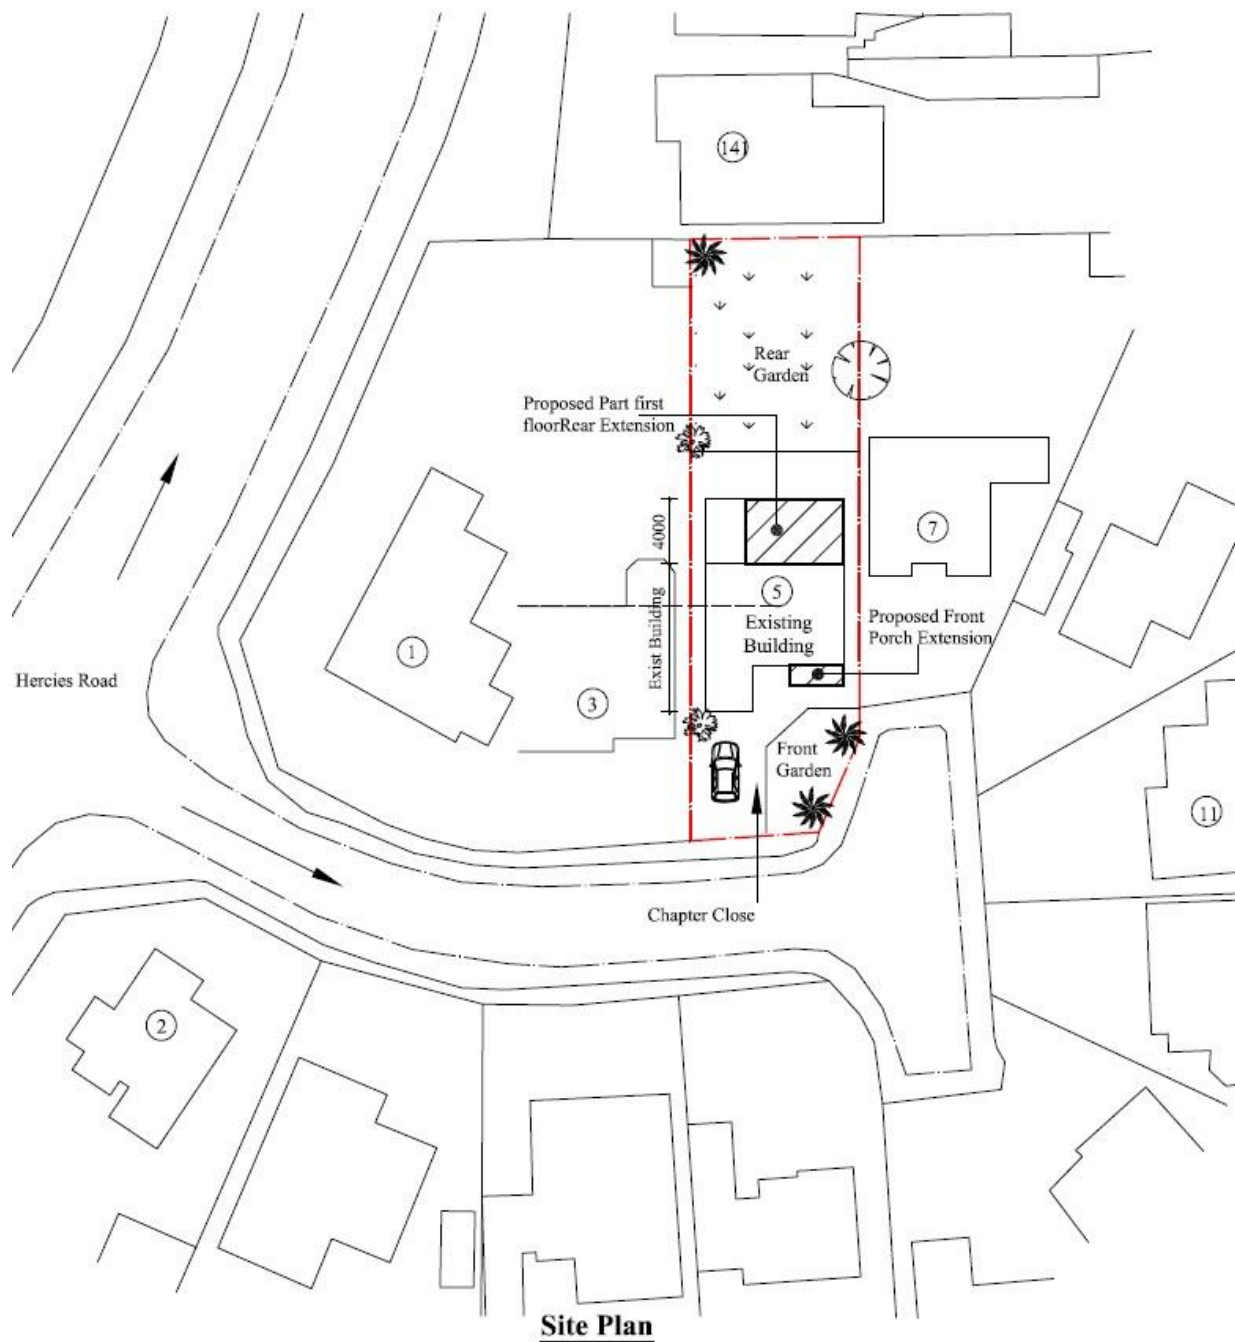 141
Rear
Garden
Proposed Part first
floorRear Extension
4000
7
5
Existing
Building
Proposed Front
Porch Extension
Exist Building
1
Hercies Road
3
Front
Garden
11
Chapter Close
2
Site Plan